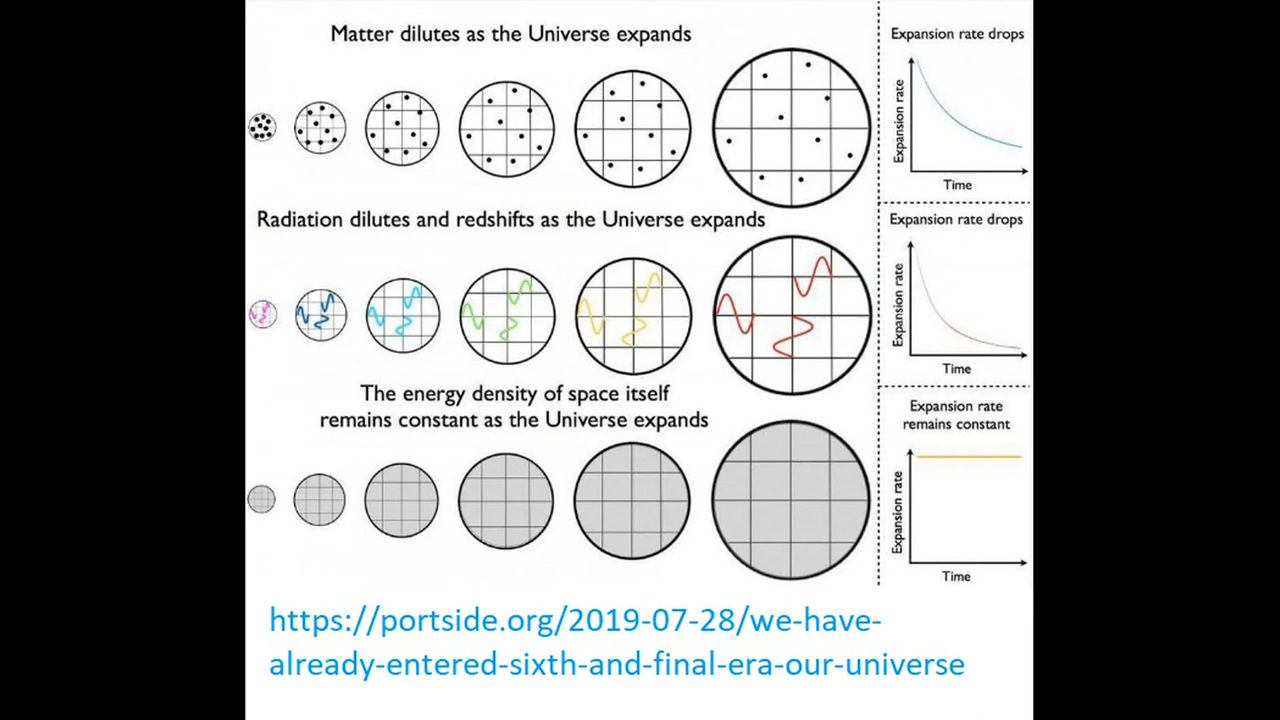 Matter dilutes as the Universe expands
Expansion rate drops
Expansion rate
Time
Radiation dilutes and redshifts as the Universe expands
Expansion rate drops
Expansion rate
Time
The energy density of space itself
remains constant as the Universe expands
Expansion rate
remains constant
Expansion rate
Time
https://portside.org/2019-07-28/we-have-
already-entered-sixth-and-final-era-our-universe